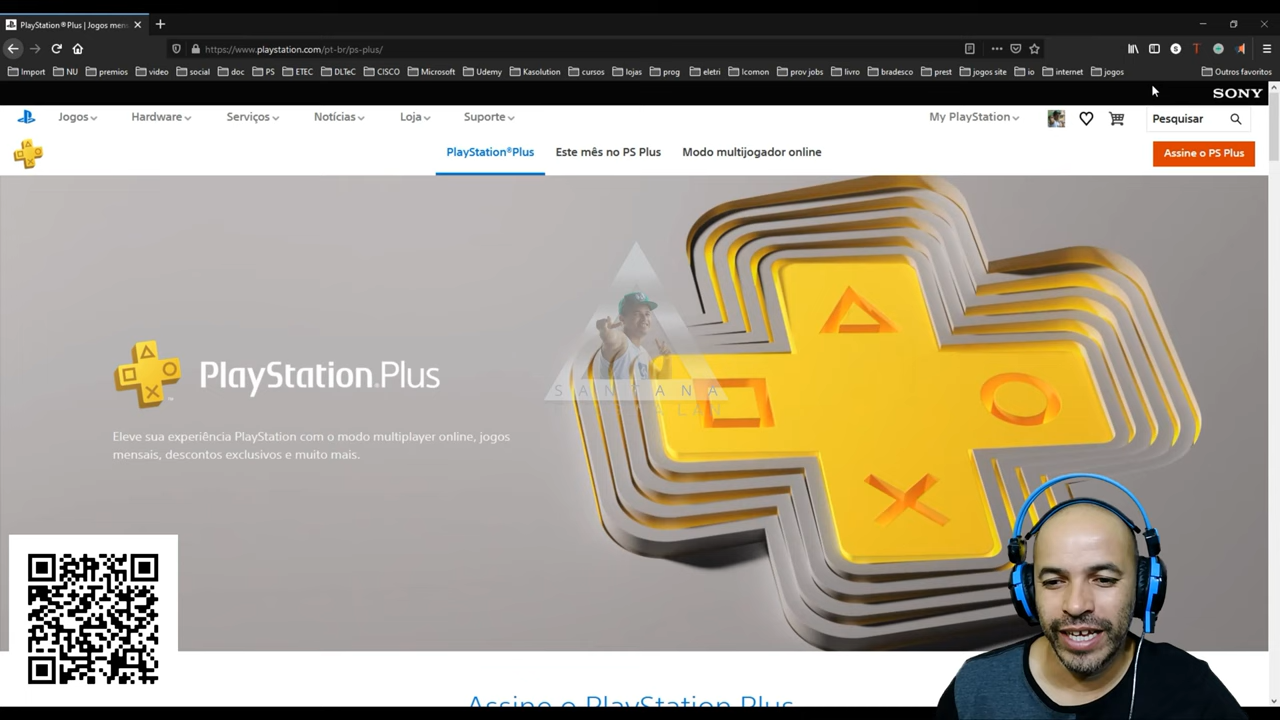 PlayStation®Plus | Jogos mens
https://www.playstation.com/pt-br/ps-plus/
Import NU premios video social doc PS ETEC DLTeC CISCO Microsoft Udemy Kasolution cursos lojas prog eletri Icomon prov jobs livro bradesco prest jogos site io internet jogos Outros favoritos
SONY
Jogos Hardware Serviços Notícias Loja Suporte My PlayStation Pesquisar
PlayStation®Plus Este mês no PS Plus Modo multijogador online Assine o PS Plus
PlayStation®Plus
Eleve sua experiência PlayStation com o modo multiplayer online, jogos
mensais, descontos exclusivos e muito mais.
SANTANA
Assine o PlayStation Plus